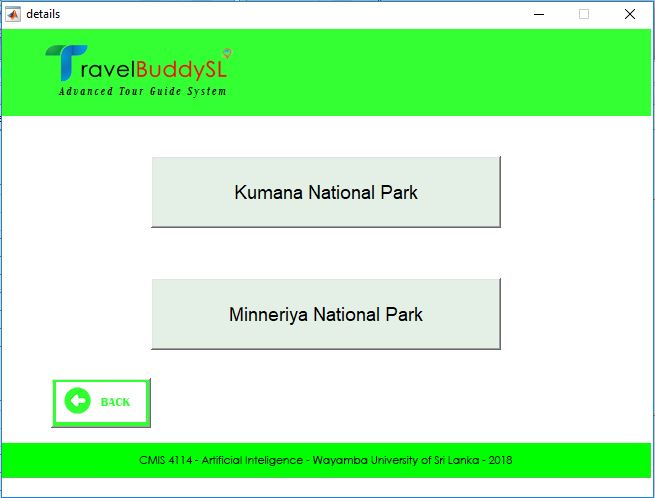 details
TravelBuddySL
Advanced Tour Guide System
Kumana National Park
Minneriya National Park
BACK
CMIS 4114 - Artificial Inteligence - Wayamba University of Sri Lanka - 2018